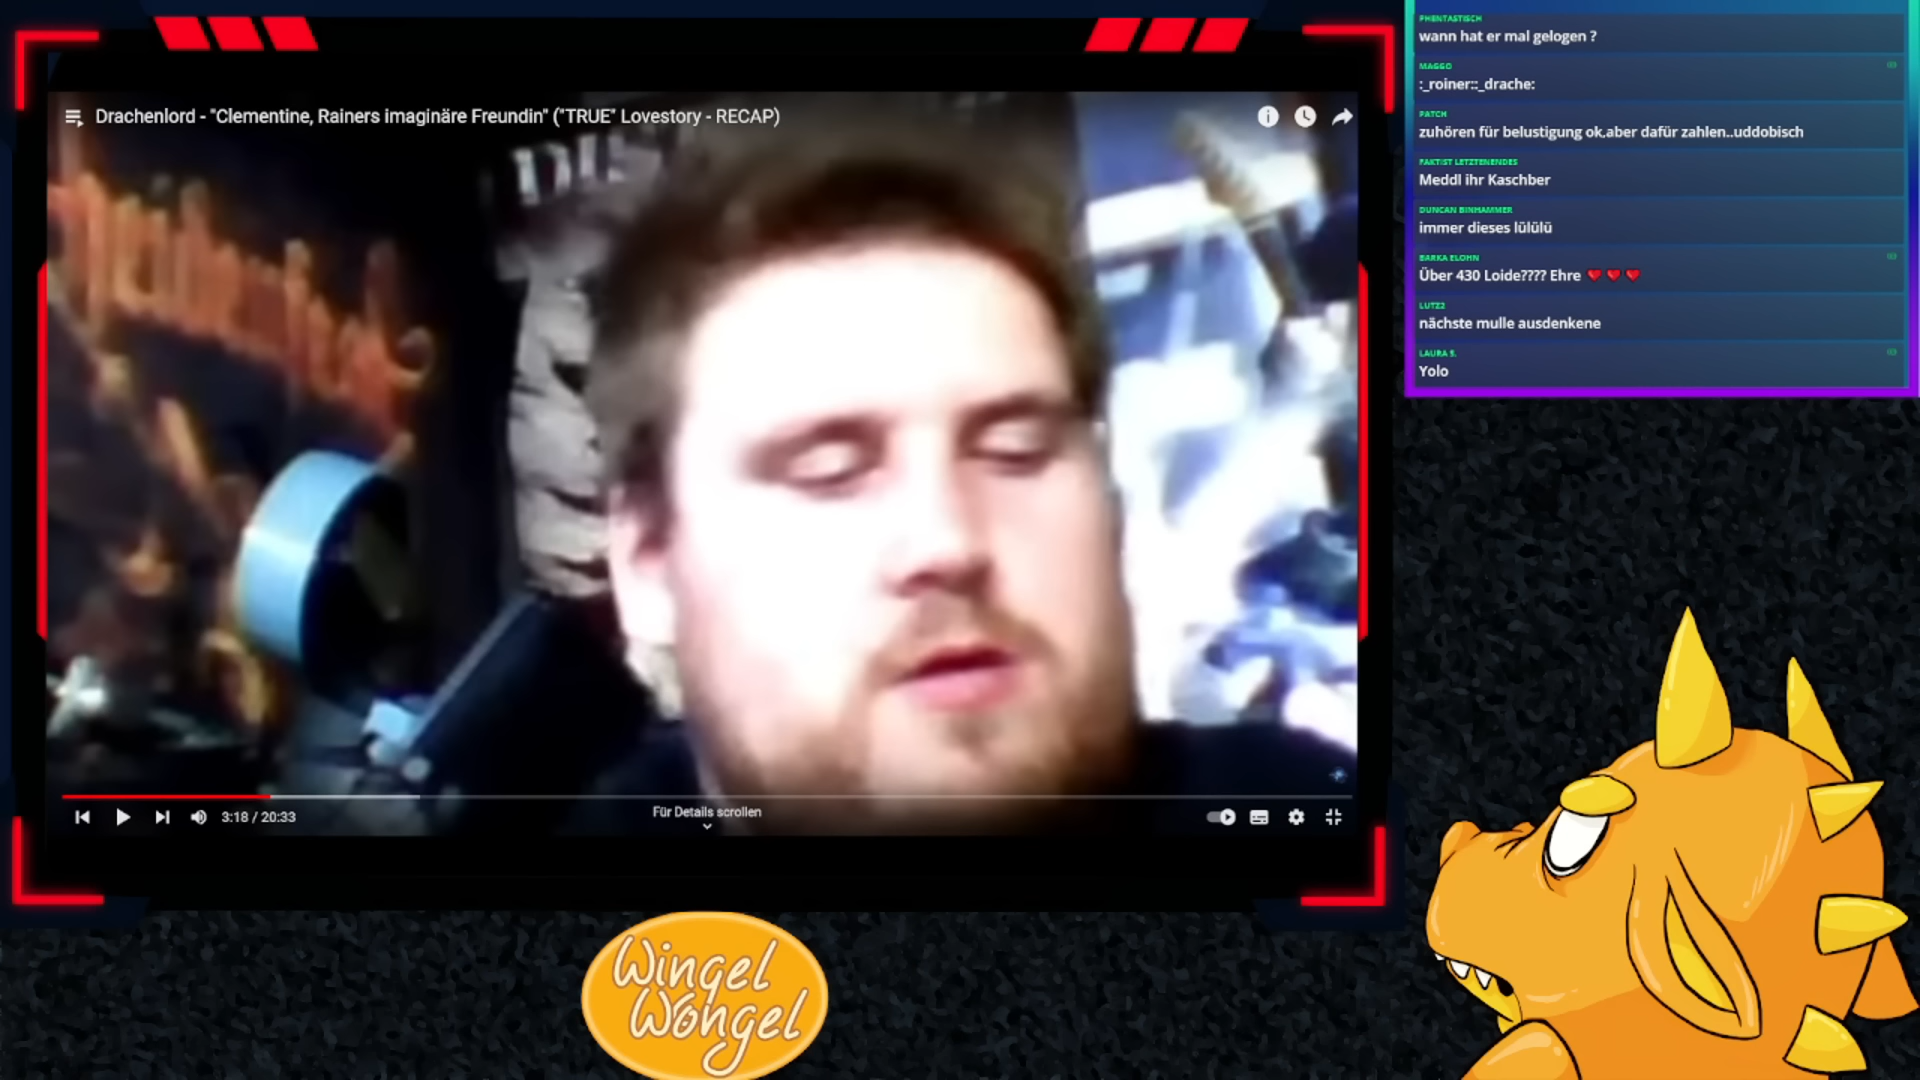 Drachenlord - "Clementine, Rainers imaginäre Freundin" ("TRUE" Lovestory - RECAP)
3:18 / 20:33
Für Details scrollen
Wingel
Wongel
PHENTASTISCH
wann hat er mal gelogen ?
MAGGO
:_roiner::_drache:
PATCH
zuhören für belustigung ok,aber dafür zahlen..uddobisch
FAKTIST LETZTENENDES
Meddl ihr Kaschber
DUNCAN BINHAMMER
immer dieses lülülü
BARKA ELOHN
Über 430 Loide???? Ehre ❤️❤️❤️
LUTZ2
nächste mulle ausdenkene
LAURA S.
Yolo